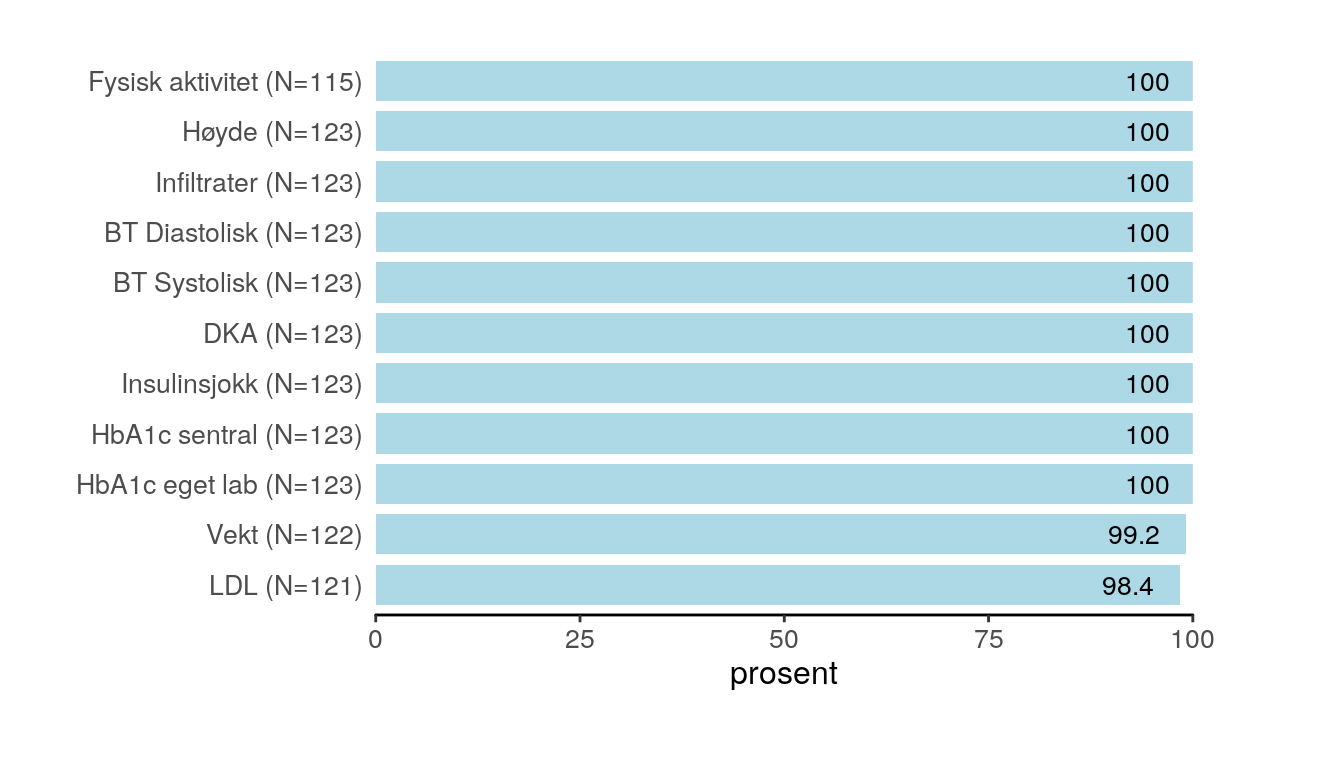 Fysisk aktivitet (N=115) 100
Høyde (N=123) 100
Infiltrater (N=123) 100
BT Diastolisk (N=123) 100
BT Systolisk (N=123) 100
DKA (N=123) 100
Insulinsjokk (N=123) 100
HbA1c sentral (N=123) 100
HbA1c eget lab (N=123) 100
Vekt (N=122) 99.2
LDL (N=121) 98.4
0 25 50 75 100
prosent